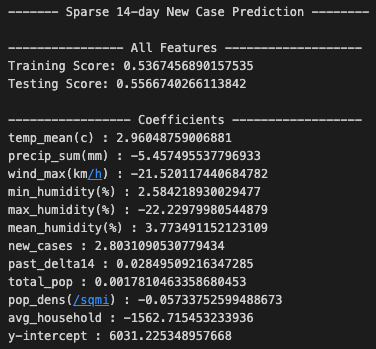 ------- Sparse 14-day New Case Prediction --------
---------------- All Features -------------------
Training Score: 0.5367456890157535
Testing Score: 0.5566740266113842
----------------- Coefficients ------------------
temp_mean(c) : 2.96048759006881
precip_sum(mm) : -5.457495537796933
wind_max(km/h) : -21.520117440684782
min_humidity(%) : 2.584218930029477
max_humidity(%) : -22.22979980544879
mean_humidity(%) : 3.773491152123109
new_cases : 2.8031090530779434
past_delta14 : 0.02849509216347285
total_pop : 0.0017810463358680453
pop_dens(/sqmi) : -0.05733752599488673
avg_household : -1562.715453233936
y-intercept : 6031.225348957668